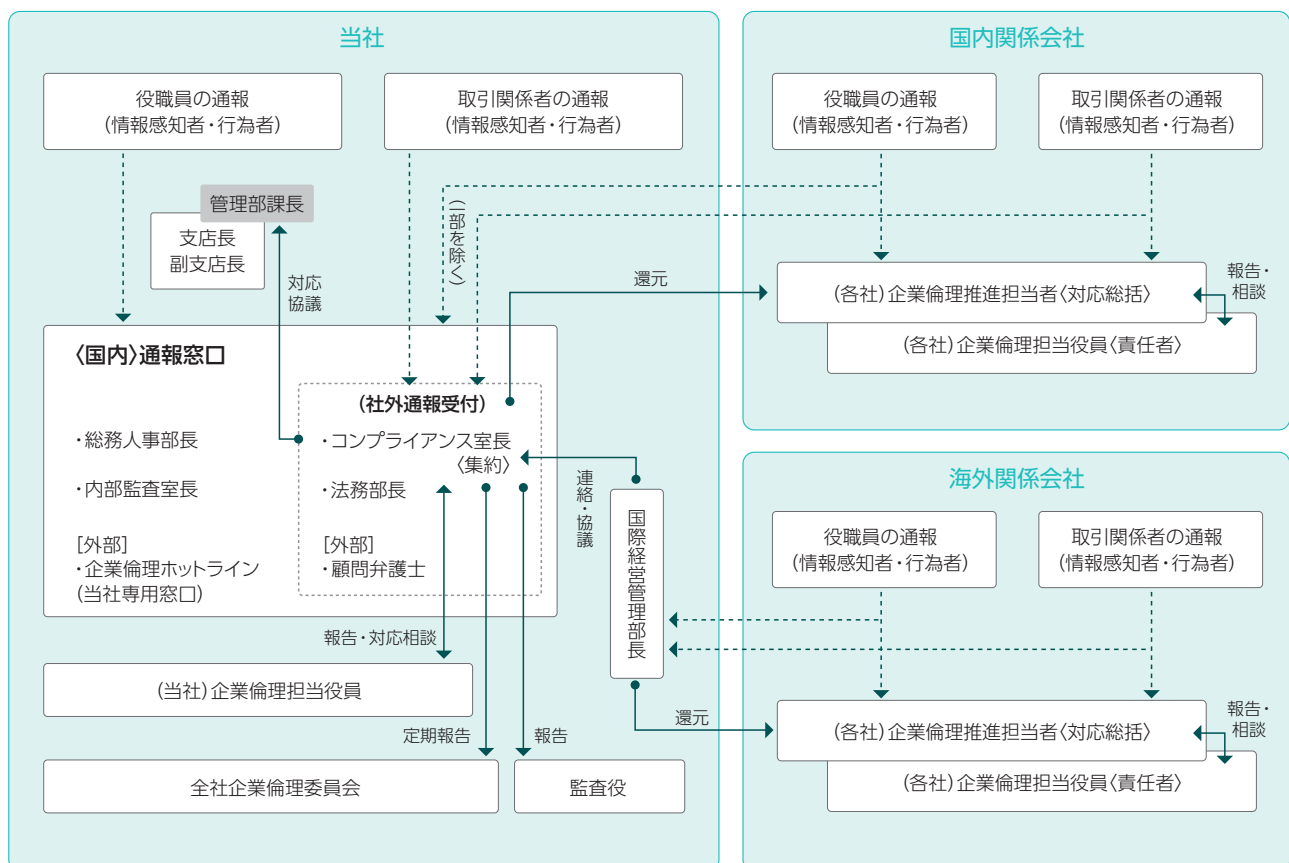 当社
役職員の通報
(情報感知者・行為者)
取引関係者の通報
(情報感知者・行為者)
管理部課長
支店長
副支店長
対応
協議
(一部を除く)
還元
〈国内〉通報窓口
・総務人事部長
・内部監査室長
[外部]
・企業倫理ホットライン
(当社専用窓口)
(社外通報受付)
・コンプライアンス室長
〈集約〉
・法務部長
[外部]
・顧問弁護士
連絡・協議
国際経営管理部長
報告・対応相談
(当社)企業倫理担当役員
定期報告
報告
還元
全社企業倫理委員会
監査役
国内関係会社
役職員の通報
(情報感知者・行為者)
取引関係者の通報
(情報感知者・行為者)
(各社)企業倫理推進担当者〈対応総括〉
報告・
相談
(各社)企業倫理担当役員〈責任者〉
海外関係会社
役職員の通報
(情報感知者・行為者)
取引関係者の通報
(情報感知者・行為者)
(各社)企業倫理推進担当者〈対応総括〉
報告・
相談
(各社)企業倫理担当役員〈責任者〉